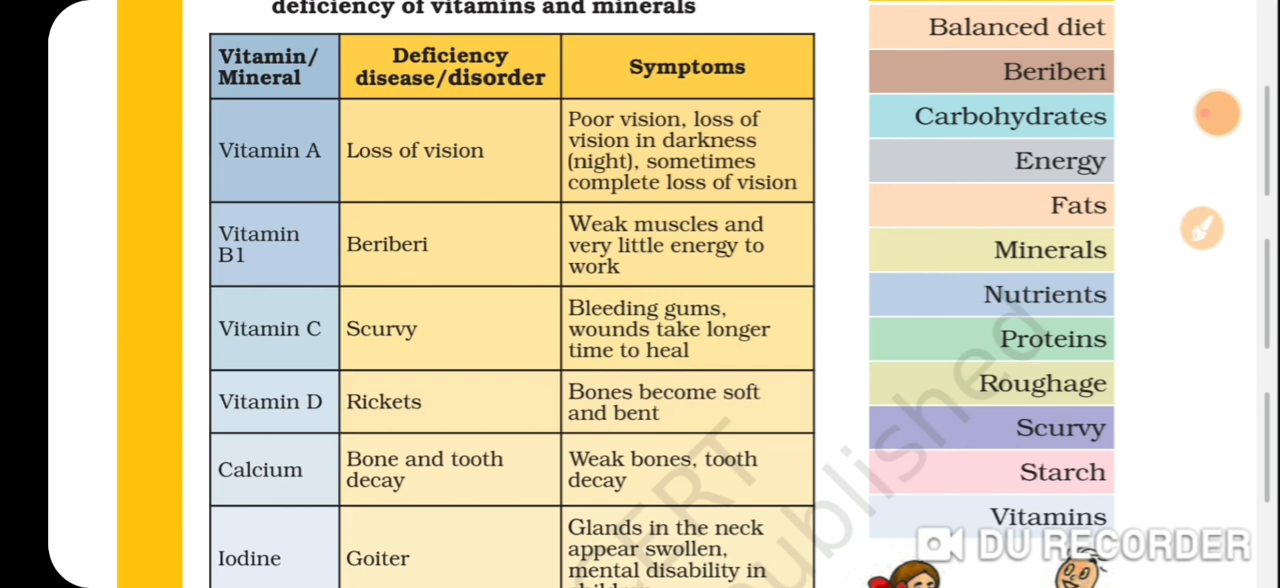 deficiency of vitamins and minerals
Vitamin/
Mineral
Deficiency
disease/disorder
Symptoms
Vitamin A
Loss of vision
Poor vision, loss of
vision in darkness
(night), sometimes
complete loss of vision
Vitamin
B1
Beriberi
Weak muscles and
very little energy to
work
Vitamin C
Scurvy
Bleeding gums,
wounds take longer
time to heal
Vitamin D
Rickets
Bones become soft
and bent
Calcium
Bone and tooth
decay
Weak bones, tooth
decay
Iodine
Goiter
Glands in the neck
appear swollen,
mental disability in
Balanced diet
Beriberi
Carbohydrates
Energy
Fats
Minerals
Nutrients
Proteins
Roughage
Scurvy
Starch
Vitamins
DU RECORDER